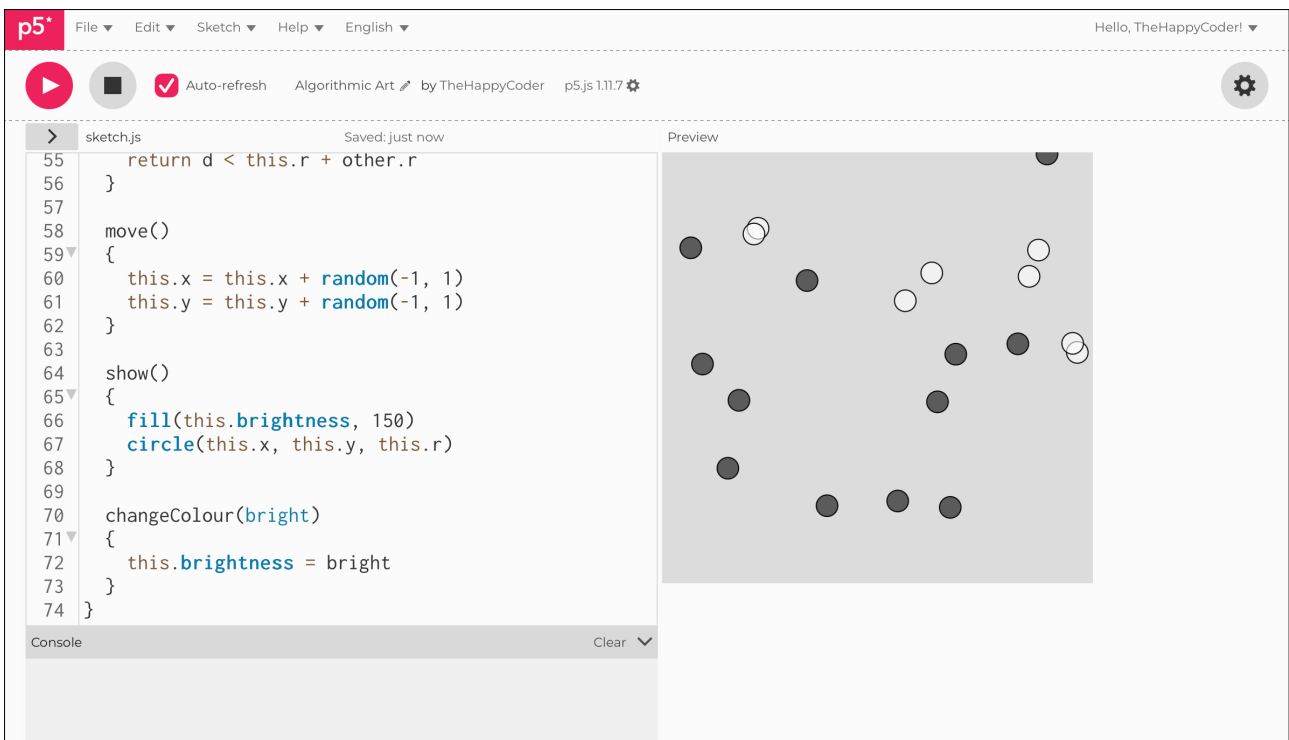 p5* File Edit Sketch Help English Hello, TheHappyCoder!
Auto-refresh Algorithmic Art by TheHappyCoder p5.js 1.11.7
sketch.js Saved: just now Preview
55 return d < this.r + other.r
56 }
57
58 move()
59 {
60 this.x = this.x + random(-1, 1)
61 this.y = this.y + random(-1, 1)
62 }
63
64 show()
65 {
66 fill(this.brightness, 150)
67 circle(this.x, this.y, this.r)
68 }
69
70 changeColour(bright)
71 {
72 this.brightness = bright
73 }
74 }
Console Clear